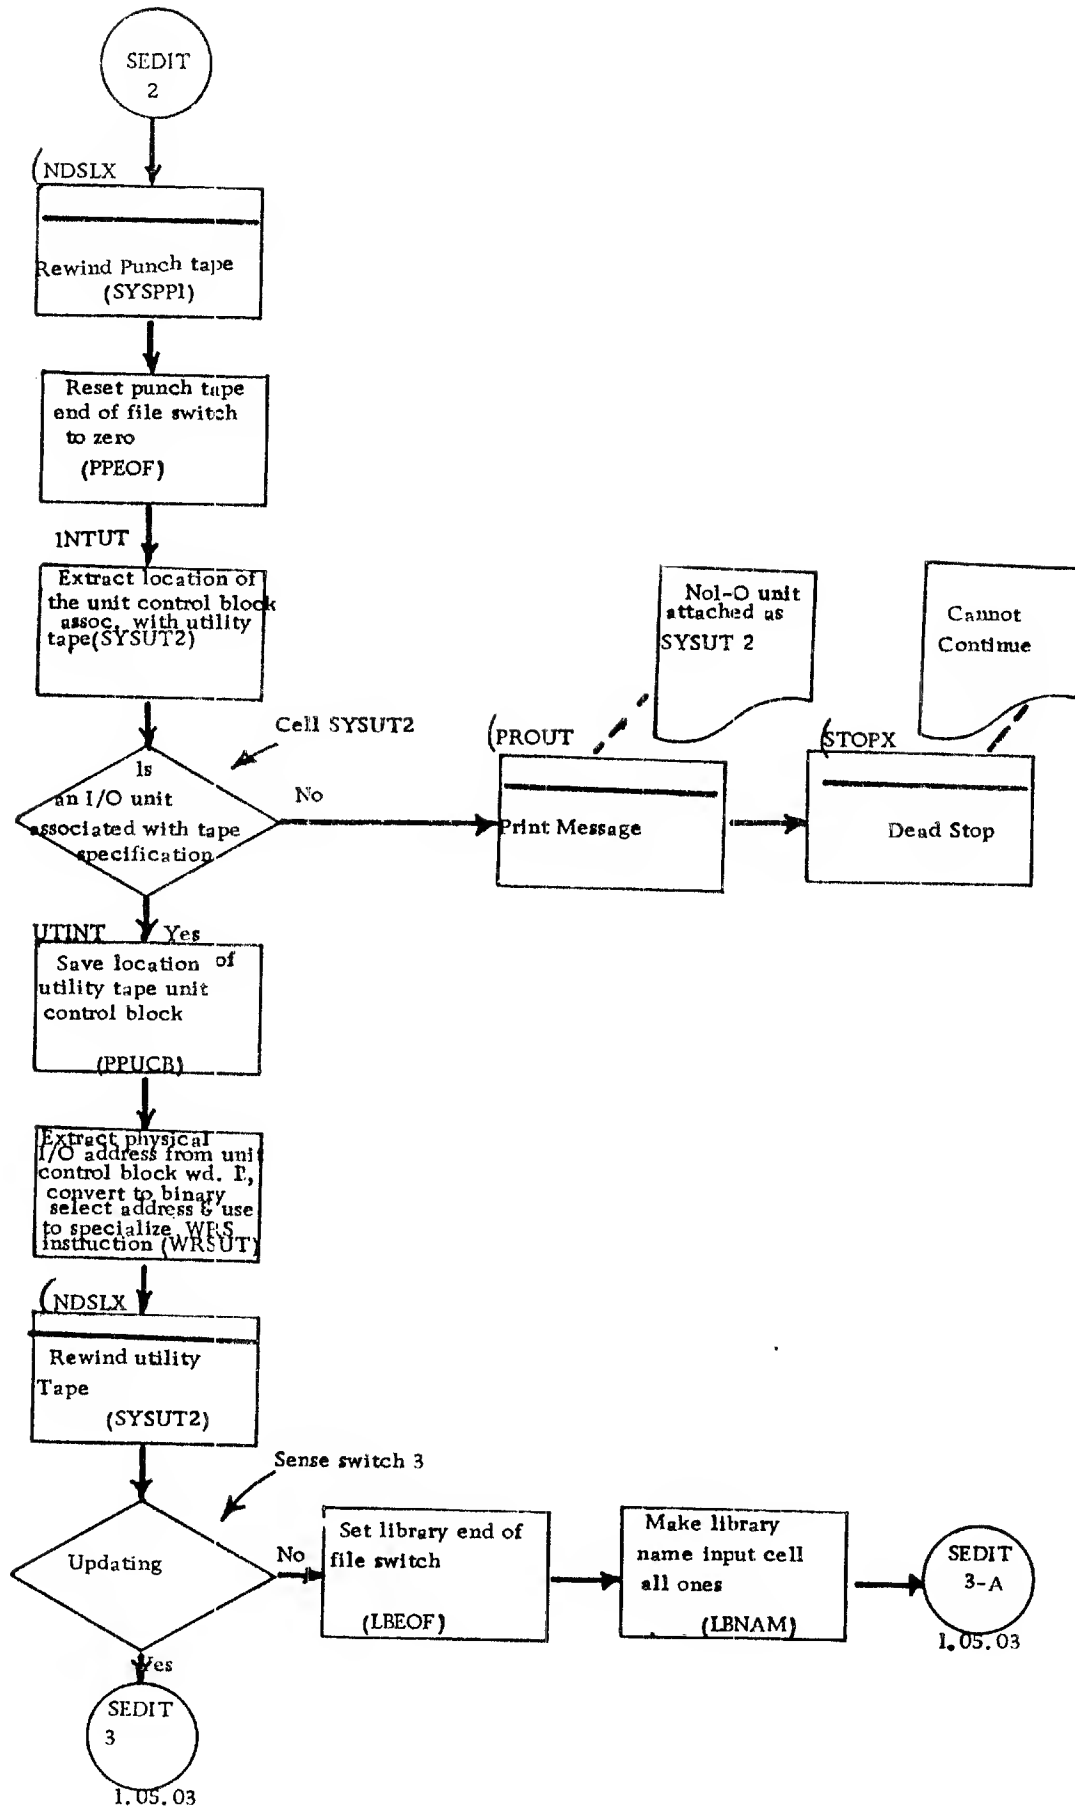 SEDIT
2
(NDSLX
Rewind Punch tape
(SYSPP1)
Reset punch tape
end of file switch
to zero
(PPEOF)
1NTUT
Extract location of
the unit control block
assoc. with utility
tape(SYSUT2)
Cell SYSUT2
Is
an I/O unit
associated with tape
specification
No
(PROUT
Print Message
No1-O unit
attached as
SYSUT 2
(STOPX
Dead Stop
Cannot
Continue
UTINT
Yes
Save location of
utility tape unit
control block
(PPUCB)
Extract physical
I/O address from unit
control block wd.
convert to binary
select address & use
to specialize WRS
instuction (WRSUT)
(NDSLX
Rewind utility
Tape
(SYSUT2)
Sense switch 3
Updating
No
Set library end of
file switch
(LBEOF)
Make library
name input cell
all ones
(LBNAM)
SEDIT
3-A
1.05.03
Yes
SEDIT
3
1.05.03